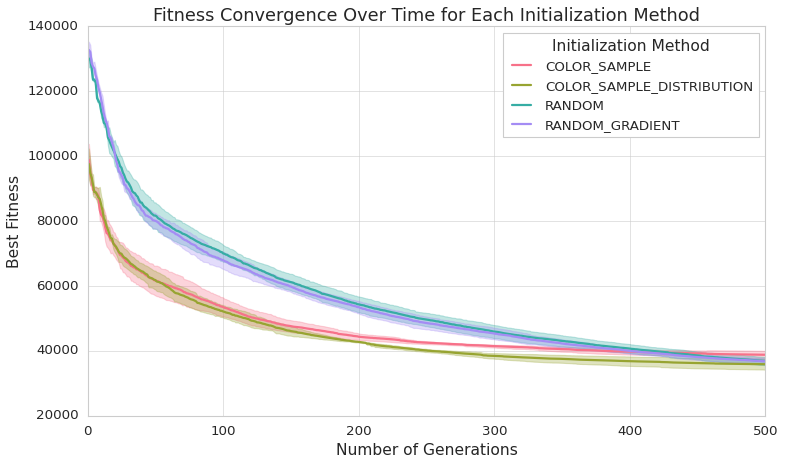 Fitness Convergence Over Time for Each Initialization Method
140000
120000
100000
80000
60000
40000
20000
Best Fitness
Initialization Method
COLOR_SAMPLE
COLOR_SAMPLE_DISTRIBUTION
RANDOM
RANDOM_GRADIENT
0 100 200 300 400 500
Number of Generations